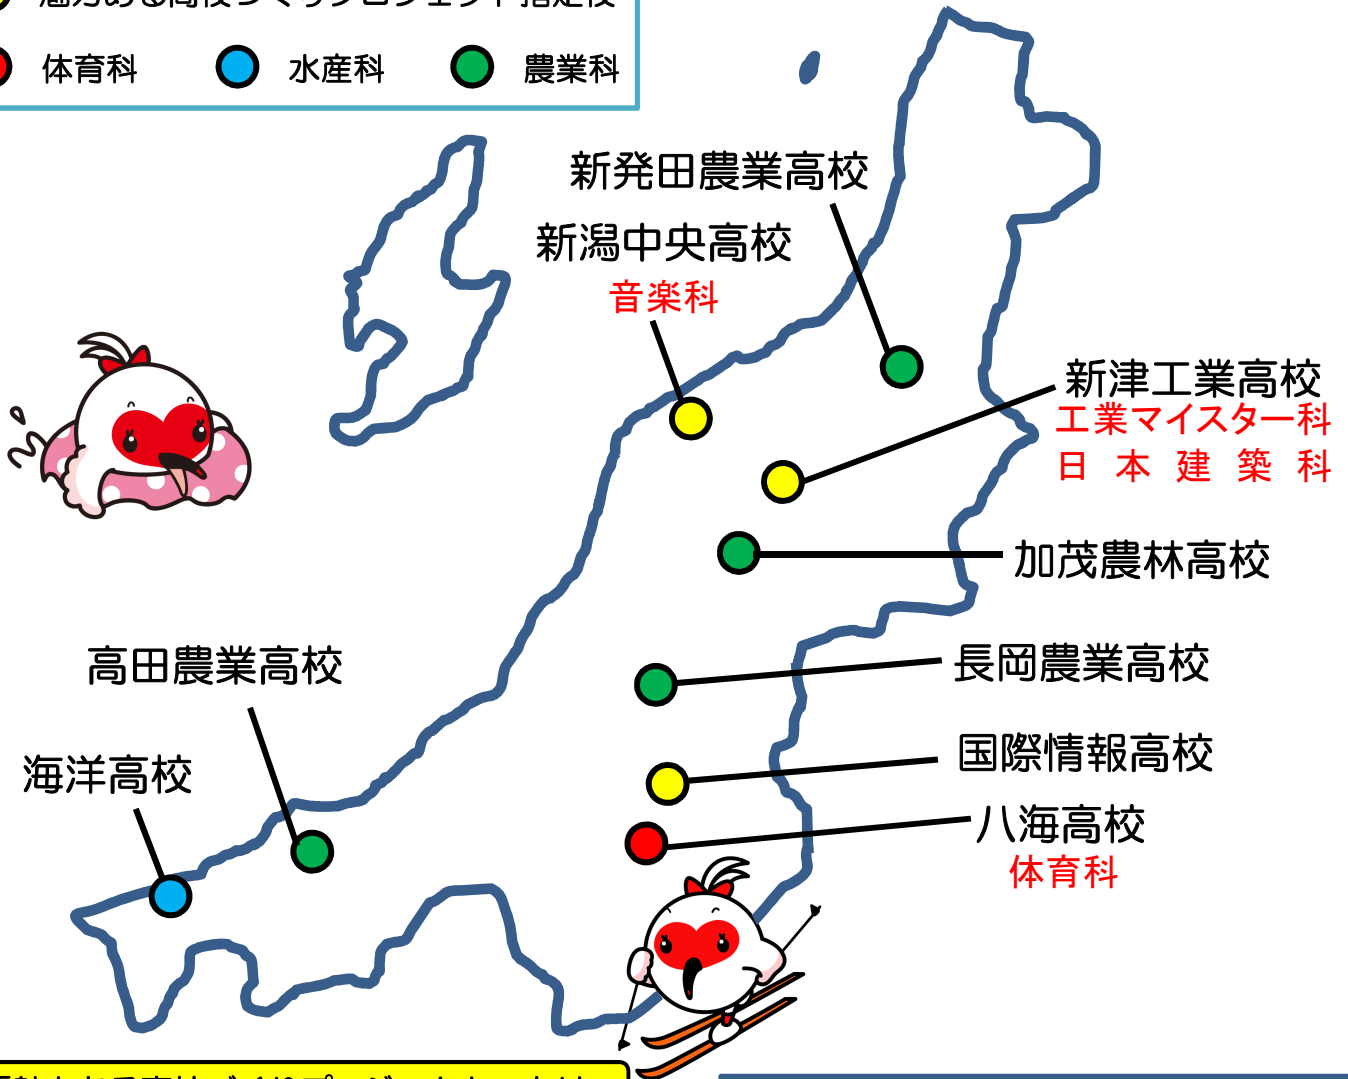 体育科 水産科 農業科
新発田農業高校
新潟中央高校
音楽科
新津工業高校
工業マイスター科
日本建築科
加茂農林高校
高田農業高校
長岡農業高校
国際情報高校
海洋高校
八海高校
体育科